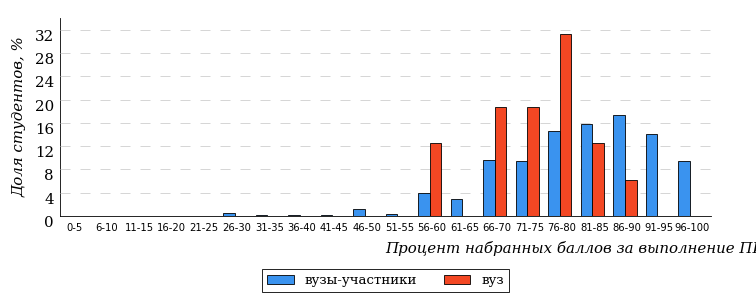 Доля студентов, %
32
28
24
20
16
12
8
4
0
0-5 6-10 11-15 16-20 21-25 26-30 31-35 36-40 41-45 46-50 51-55 56-60 61-65 66-70 71-75 76-80 81-85 86-90 91-95 96-100
Процент набранных баллов за выполнение
вузы-участники вуз